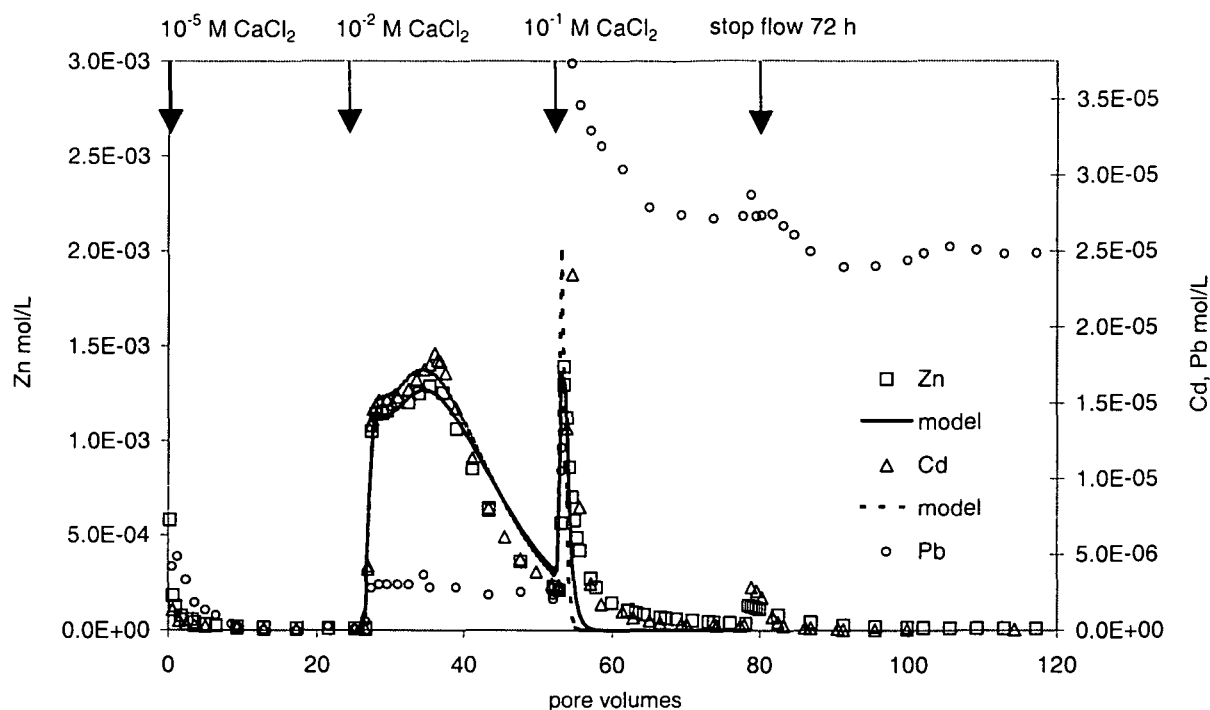 10⁻⁵ M CaCl₂ 10⁻² M CaCl₂ 10⁻¹ M CaCl₂ stop flow 72 h
3.0E-03
2.5E-03
2.0E-03
1.5E-03
1.0E-03
5.0E-04
0.0E+00
Zn mol/L
3.5E-05
3.0E-05
2.5E-05
2.0E-05
1.5E-05
1.0E-05
5.0E-06
0.0E+00
Cd, Pb mol/L
Zn
model
Cd
model
Pb
0 20 40 60 80 100 120
pore volumes